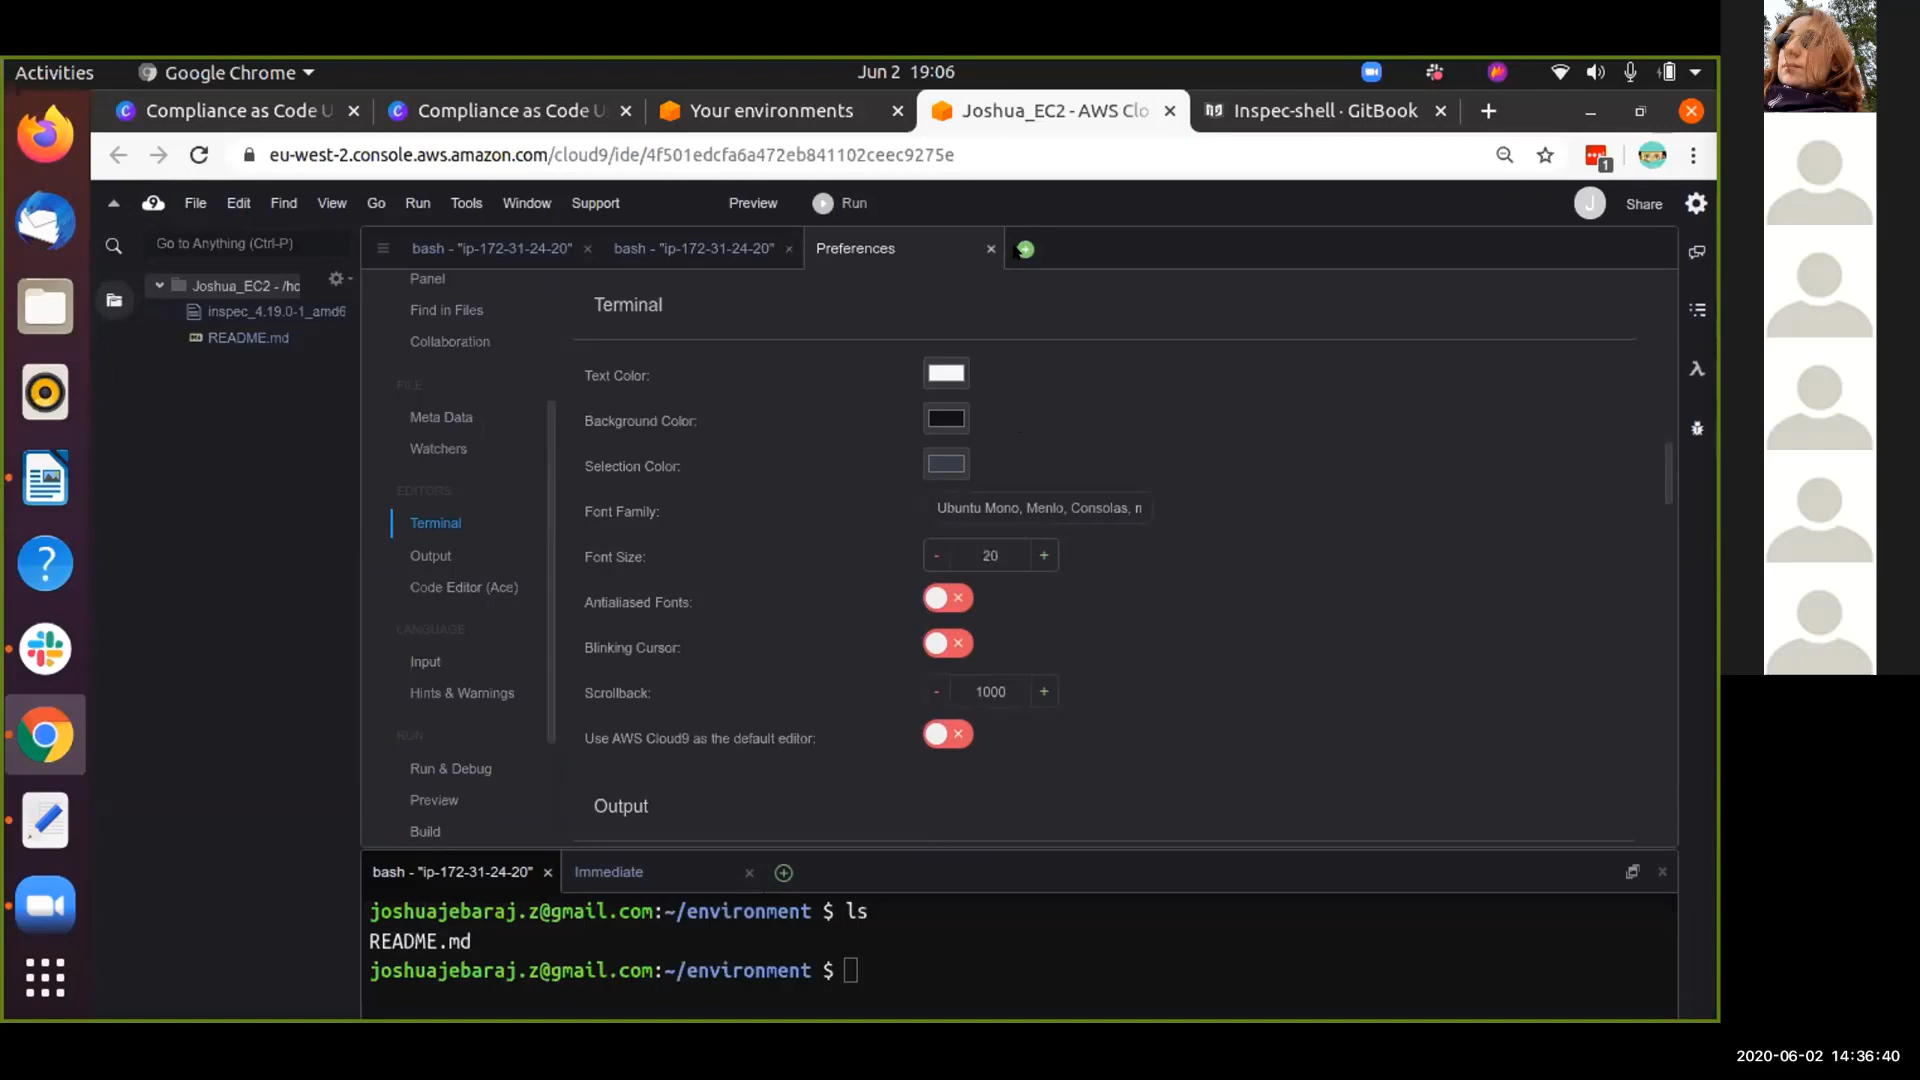 Activities
Google Chrome
Jun 2 19:06
Compliance as Code U
Compliance as Code U
Your environments
Joshua_EC2 - AWS Clo
Inspec-shell · GitBook
eu-west-2.console.aws.amazon.com/cloud9/ide/4f501edcfa6a472eb841102ceec9275e
1
9
File
Edit
Find
View
Go
Run
Tools
Window
Support
Preview
Run
J
Share
Go to Anything (Ctrl-P)
bash - "ip-172-31-24-20"
bash - "ip-172-31-24-20"
Preferences
Joshua_EC2 - /hc
inspec_4.19.0-1_amd6
README.md
Panel
Find in Files
Collaboration
FILE
Meta Data
Watchers
EDITORS
Terminal
Output
Code Editor (Ace)
LANGUAGE
Input
Hints & Warnings
RUN
Run & Debug
Preview
Build
Terminal
Text Color:
Background Color:
Selection Color:
Font Family:
Ubuntu Mono, Menlo, Consolas, n
Font Size:
- 20 +
Antialiased Fonts:
Blinking Cursor:
Scrollback:
- 1000 +
Use AWS Cloud9 as the default editor:
Output
bash - "ip-172-31-24-20"
Immediate
joshuajebaraj.z@gmail.com:~/environment $ ls
README.md
joshuajebaraj.z@gmail.com:~/environment $
2020-06-02 14:36:40